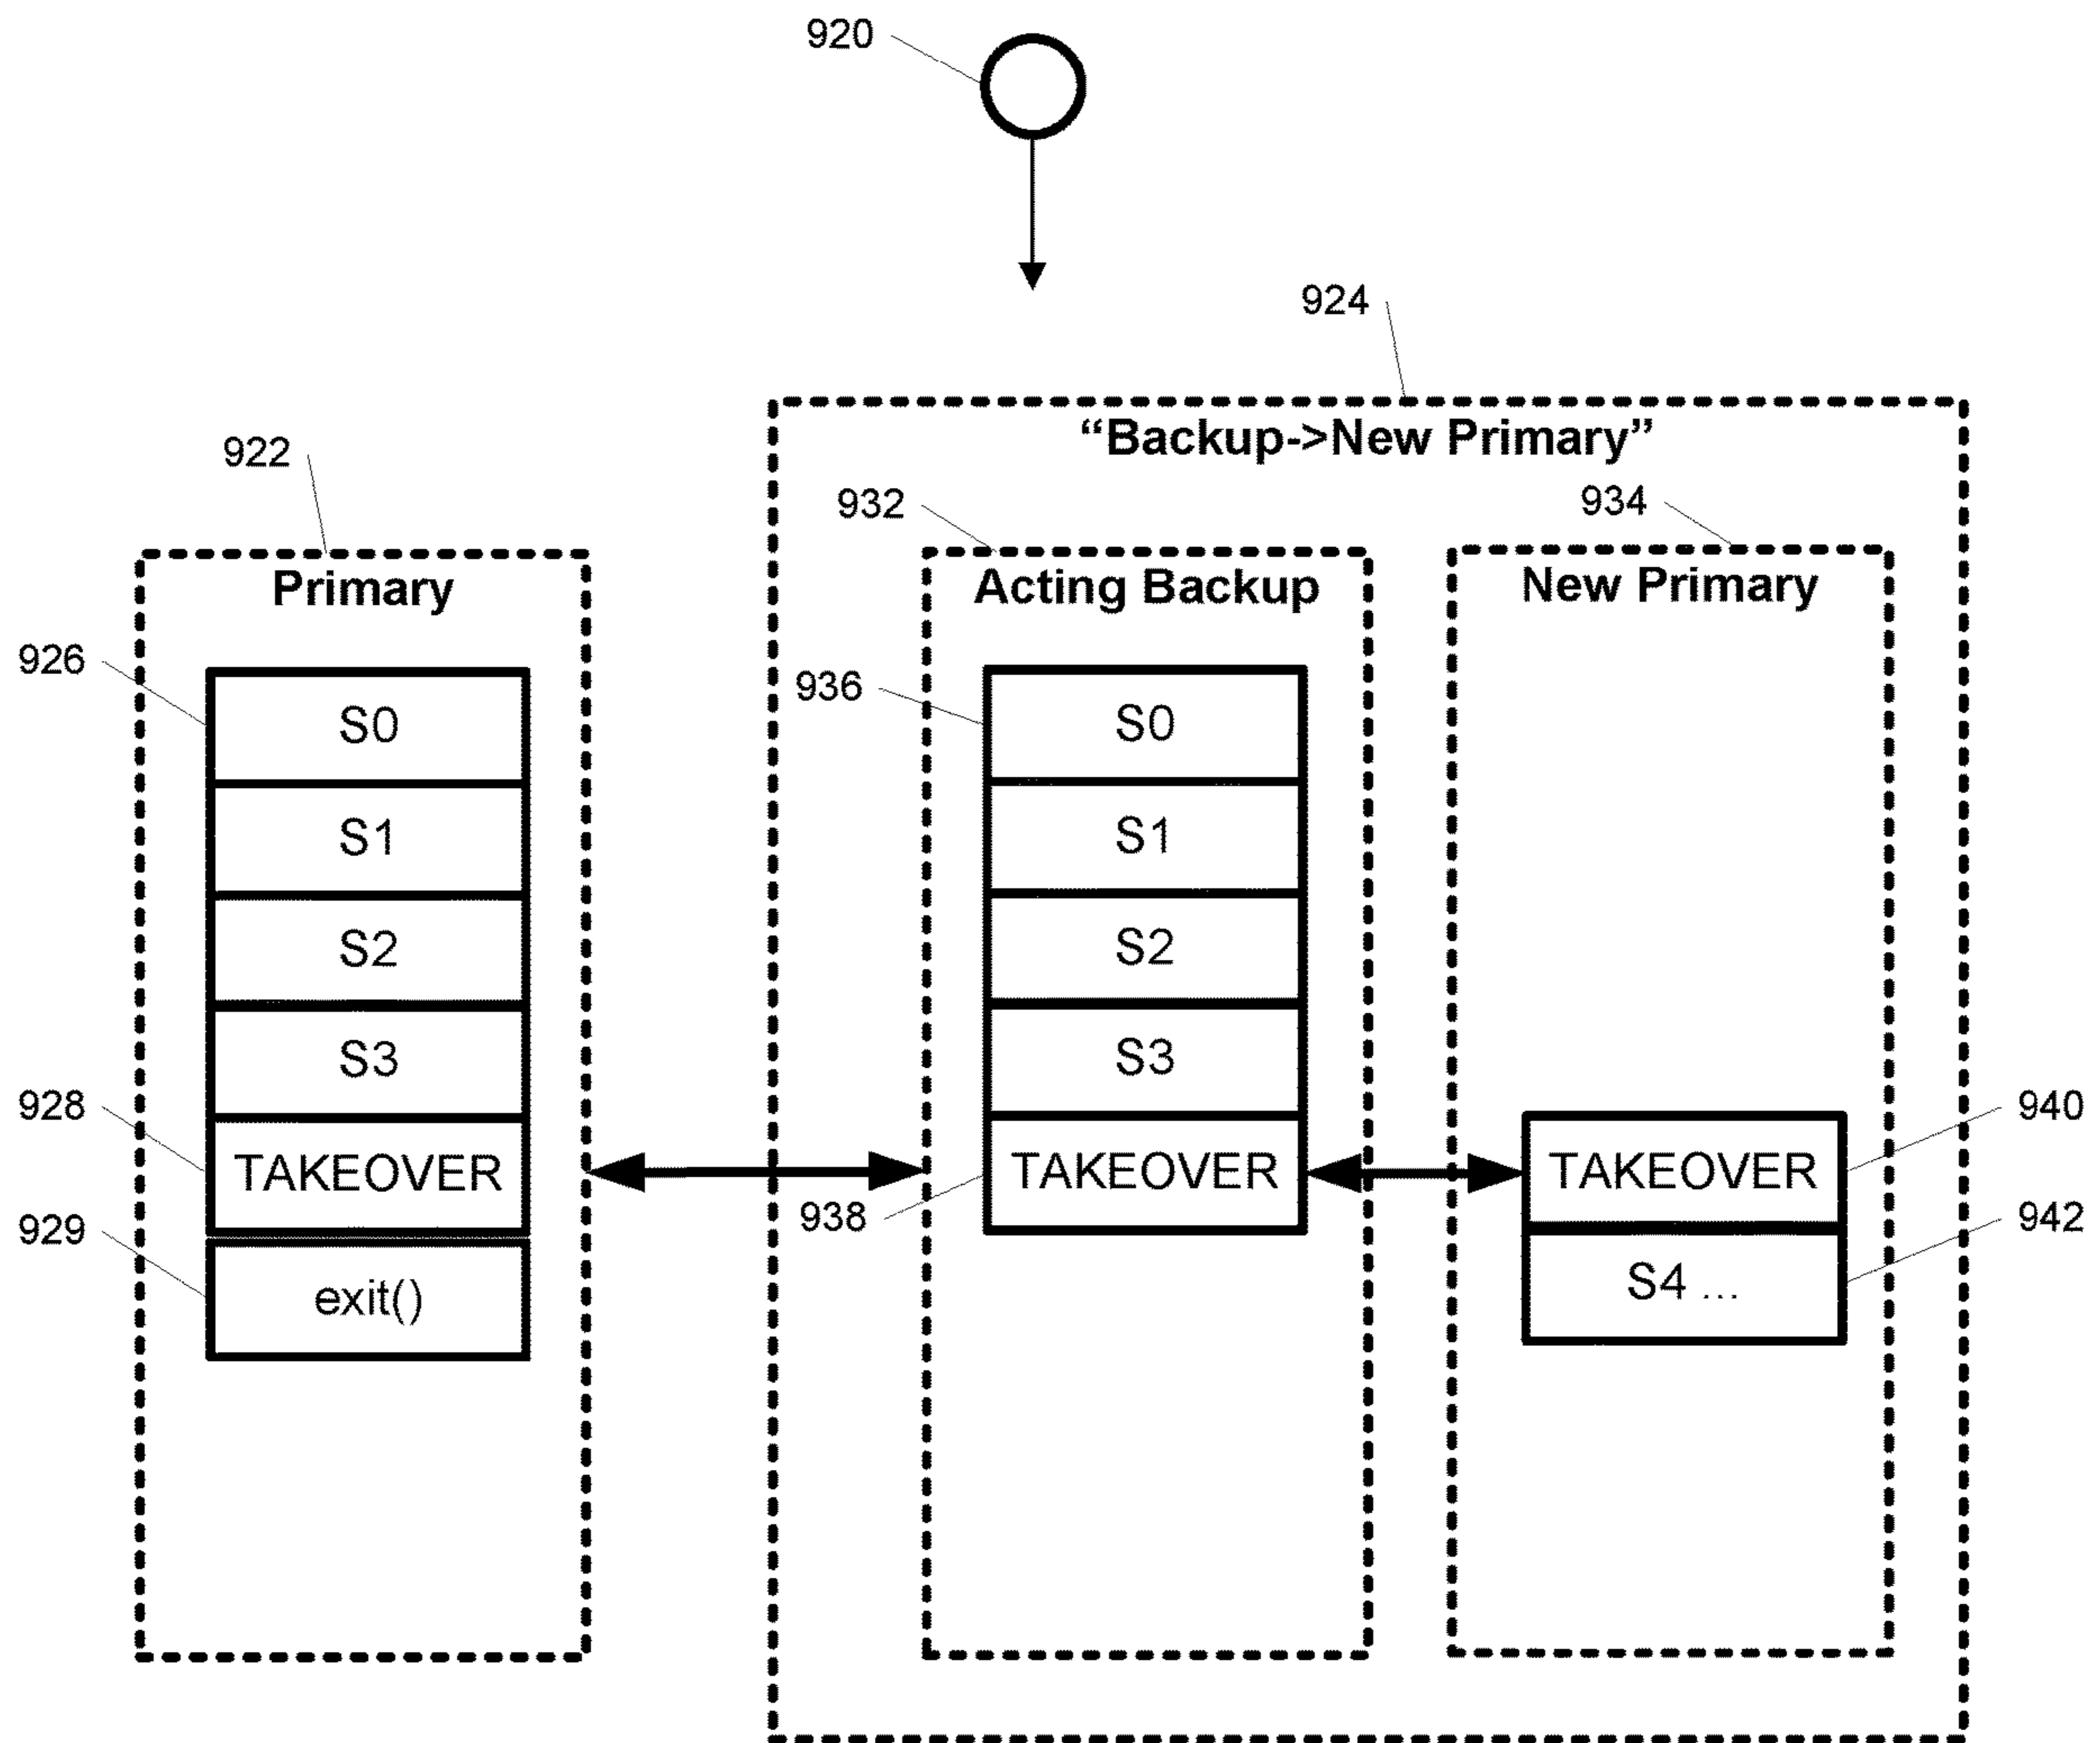 920
924
“Backup->New Primary”
922
932
934
Primary
Acting Backup
New Primary
926
936
S0
S0
S1
S1
S2
S2
S3
S3
928
940
TAKEOVER
TAKEOVER
TAKEOVER
929
938
942
exit()
S4 ...